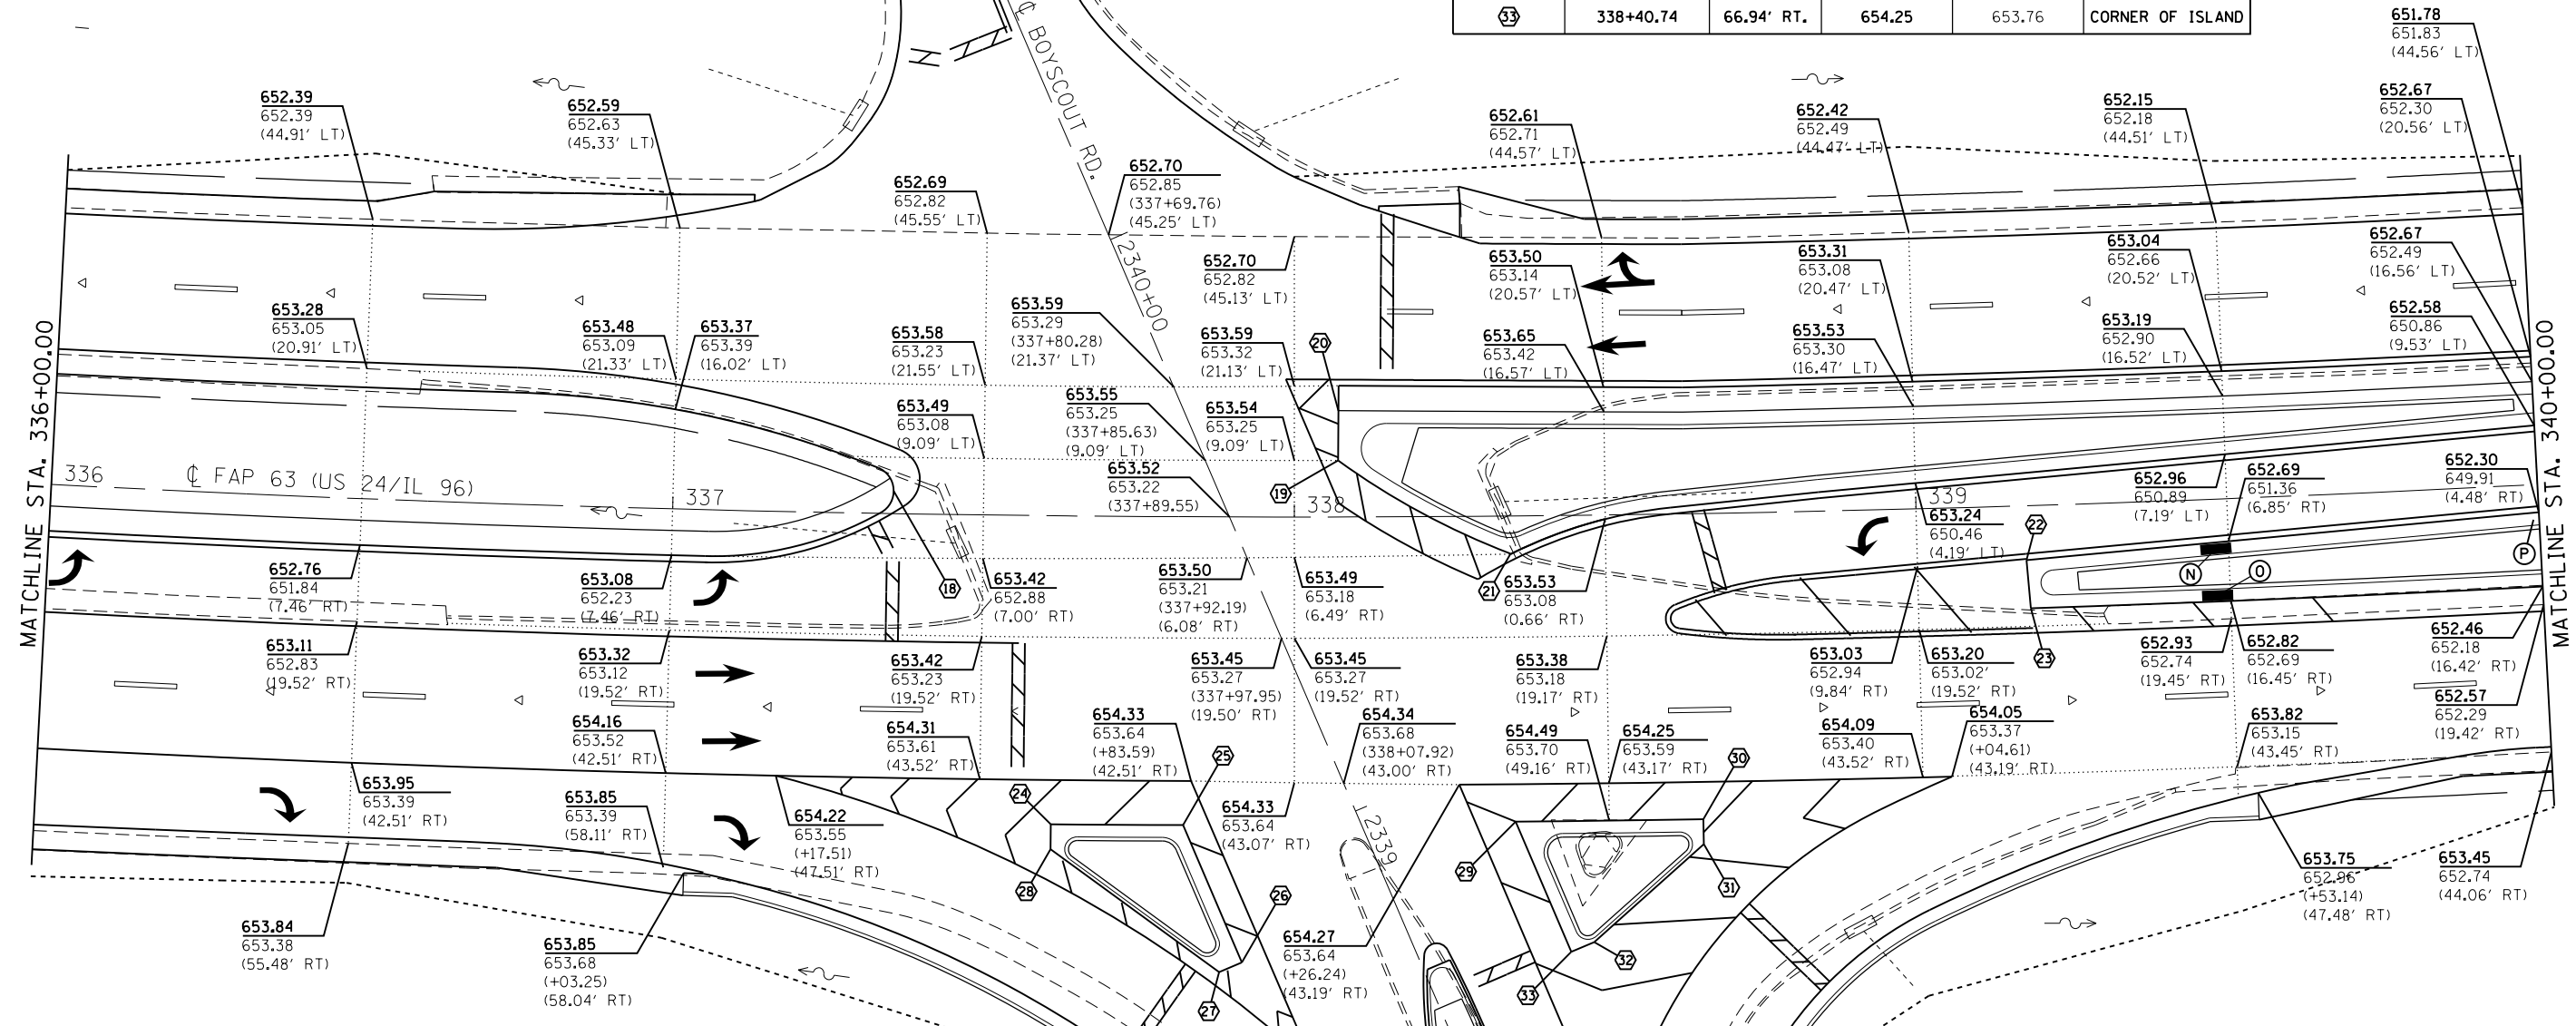 33 338+40.74 66.94' RT. 654.25 653.76 CORNER OF ISLAND
651.78
651.83
(44.56' LT)
℄ BOYSCOUT RD.
652.39
652.39
(44.91' LT)
652.59
652.63
(45.33' LT)
652.61
652.71
(44.57' LT)
652.42
652.49
(44.47' LT)
652.15
652.18
(44.51' LT)
652.67
652.30
(20.56' LT)
652.69
652.82
(45.55' LT)
652.70
652.85
(337+69.76)
(45.25' LT)
2340+00
652.70
652.82
(45.13' LT)
653.50
653.14
(20.57' LT)
653.31
653.08
(20.47' LT)
653.04
652.66
(20.52' LT)
652.67
652.49
(16.56' LT)
653.28
653.05
(20.91' LT)
653.48
653.09
(21.33' LT)
653.37
653.39
(16.02' LT)
653.58
653.23
(21.55' LT)
653.59
653.29
(337+80.28)
(21.37' LT)
653.59
653.32
(21.13' LT)
20
653.65
653.42
(16.57' LT)
653.53
653.30
(16.47' LT)
653.19
652.90
(16.52' LT)
652.58
650.86
(9.53' LT)
MATCHLINE STA. 336+00.00
MATCHLINE STA. 340+00.00
653.49
653.08
(9.09' LT)
653.55
653.25
(337+85.63)
(9.09' LT)
653.54
653.25
(9.09' LT)
336
℄ FAP 63 (US 24/IL 96)
337
653.52
653.22
(337+89.55)
19
338
339
652.96
650.89
(7.19' LT)
652.69
651.36
(6.85' RT)
652.30
649.91
(4.48' RT)
653.24
650.46
(4.19' LT)
22
652.76
651.84
(7.46' RT)
653.08
652.23
(7.46' RT)
18
653.42
652.88
(7.00' RT)
653.50
653.21
(337+92.19)
(6.08' RT)
653.49
653.18
(6.49' RT)
21
653.53
653.08
(0.66' RT)
N
O
P
653.11
652.83
(19.52' RT)
653.32
653.12
(19.52' RT)
653.42
653.23
(19.52' RT)
653.45
653.27
(337+97.95)
(19.50' RT)
653.45
653.27
(19.52' RT)
653.38
653.18
(19.17' RT)
653.03
652.94
(9.84' RT)
653.20
653.02'
(19.52' RT)
23
652.93
652.74
(19.45' RT)
652.82
652.69
(16.45' RT)
652.46
652.18
(16.42' RT)
652.57
652.29
(19.42' RT)
654.16
653.52
(42.51' RT)
654.31
653.61
(43.52' RT)
654.33
653.64
(+83.59)
(42.51' RT)
25
654.34
653.68
(338+07.92)
(43.00' RT)
654.49
653.70
(49.16' RT)
654.25
653.59
(43.17' RT)
30
654.09
653.40
(43.52' RT)
654.05
653.37
(+04.61)
(43.19' RT)
653.82
653.15
(43.45' RT)
653.95
653.39
(42.51' RT)
653.85
653.39
(58.11' RT)
654.22
653.55
(+17.51)
(47.51' RT)
24
28
654.33
653.64
(43.07' RT)
2339
29
31
653.75
652.96
(+53.14)
(47.48' RT)
653.45
652.74
(44.06' RT)
653.84
653.38
(55.48' RT)
653.85
653.68
(+03.25)
(58.04' RT)
26
27
654.27
653.64
(+26.24)
(43.19' RT)
32
33